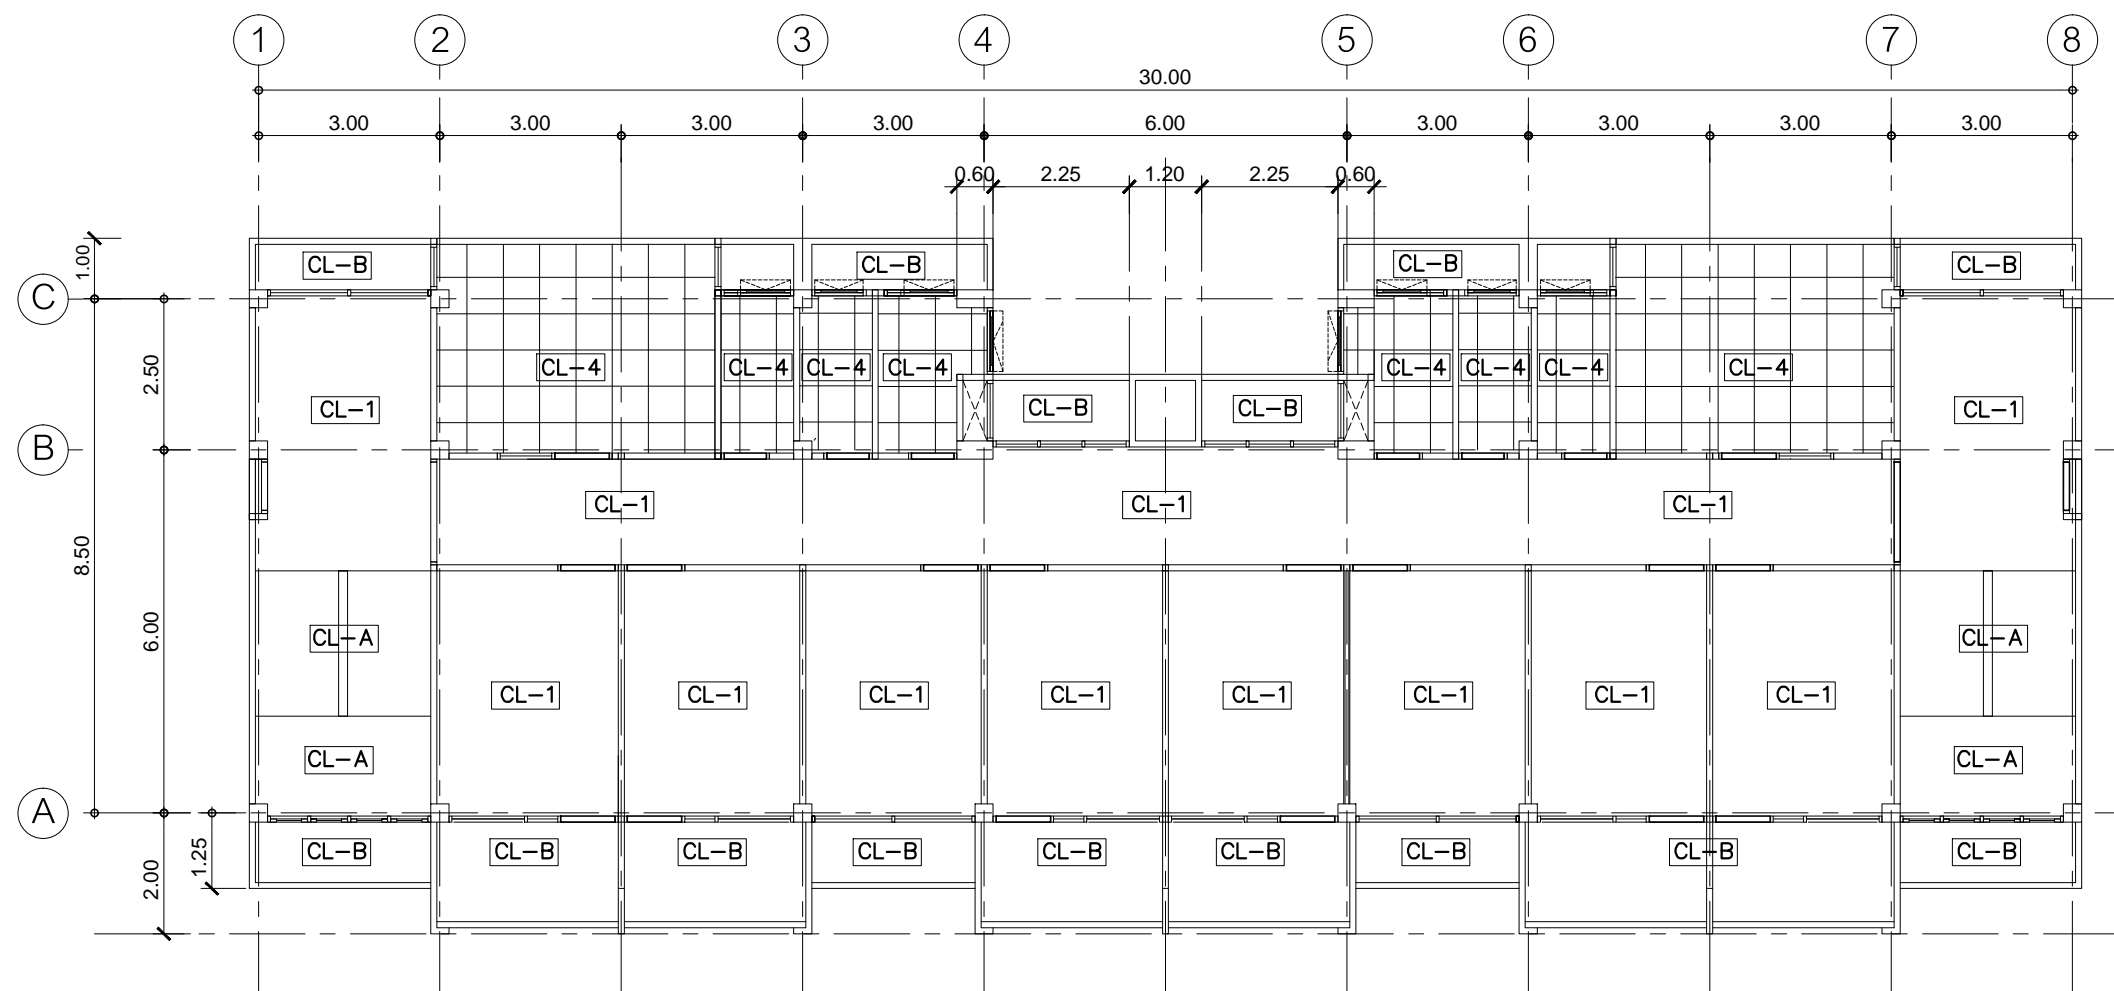 1 2 3 4 5 6 7 8
30.00
3.00 3.00 3.00 3.00 6.00 3.00 3.00 3.00 3.00
0.60 2.25 1.20 2.25 0.60
1.00
CL-B CL-B CL-B CL-B
C
2.50
CL-4 CL-4 CL-4 CL-4 CL-4 CL-4 CL-4 CL-4
CL-1 CL-B CL-B CL-1
B
CL-1 CL-1 CL-1
8.50
6.00
CL-A CL-A
CL-1 CL-1 CL-1 CL-1 CL-1 CL-1 CL-1 CL-1
CL-A CL-A
A
1.25
2.00
CL-B CL-B CL-B CL-B CL-B CL-B CL-B CL-B CL-B